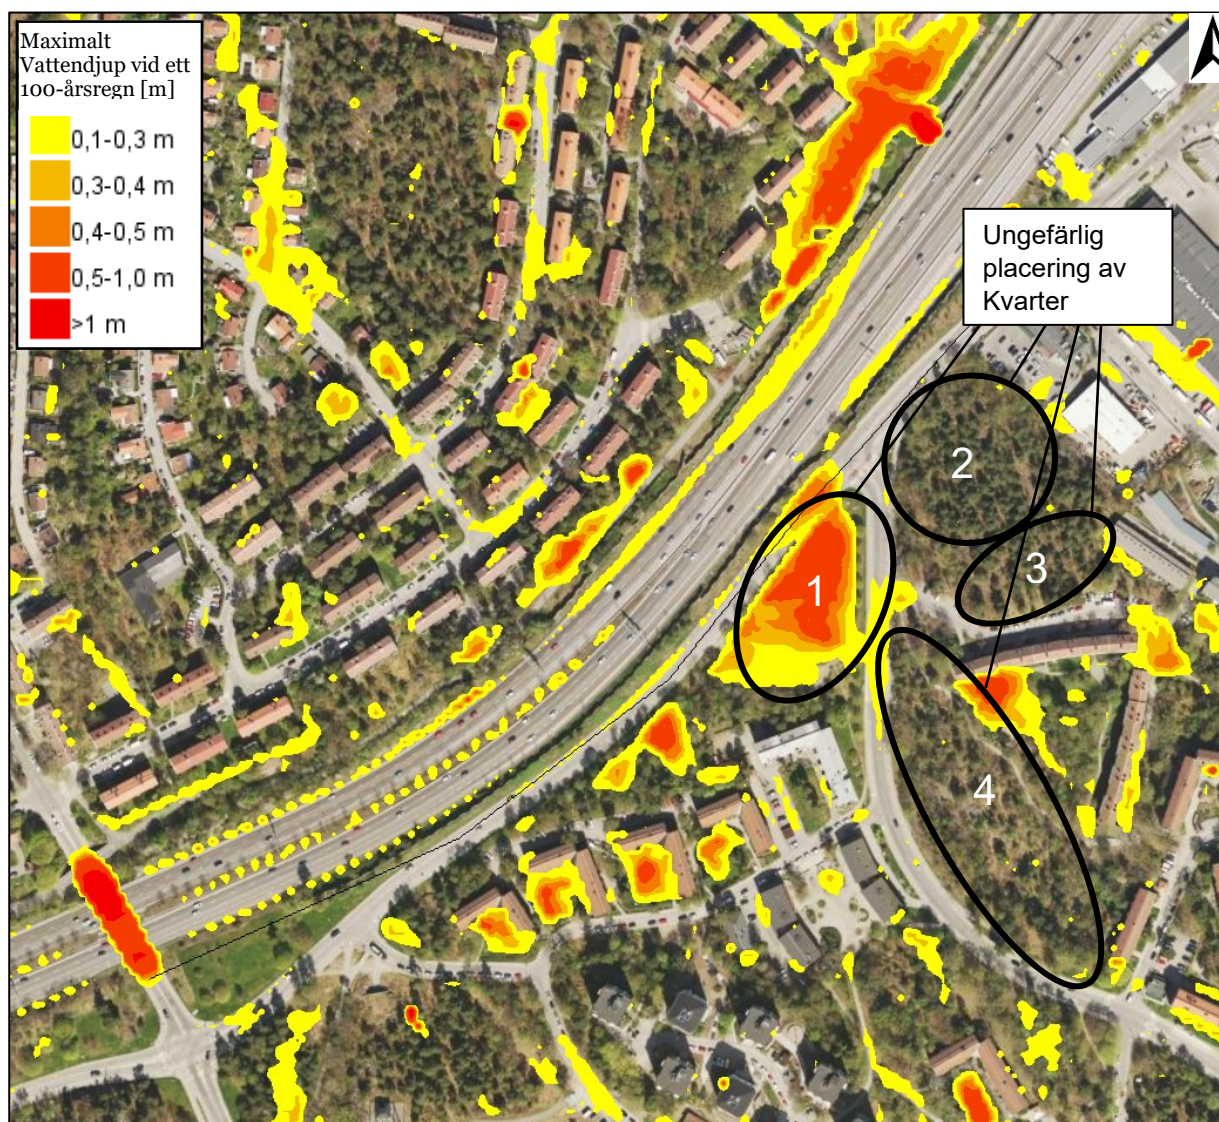 Maximalt
Vattendjup vid ett
100-årsregn [m]
0,1-0,3 m
0,3-0,4 m
0,4-0,5 m
0,5-1,0 m
>1 m
Ungefärlig
placering av
Kvarter
2
3
1
4